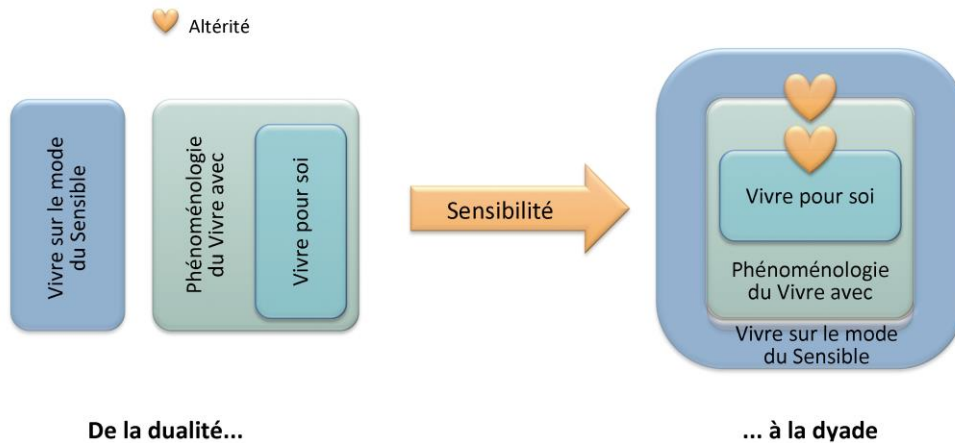 Altérité
Vivre sur le mode
du Sensible
Phénoménologie
du Vivre avec
Vivre pour soi
Sensibilité
Vivre pour soi
Phénoménologie
du Vivre avec
Vivre sur le mode
du Sensible
De la dualité...
... à la dyade